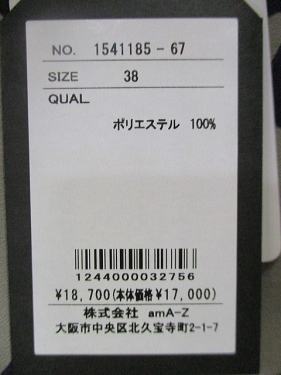 NO. 1541185-67
SIZE 38
QUAL
ポリエステル 100%
1244000032756
¥18,700(本体価格¥17,000)
株式会社 amA-Z
大阪市中央区北久宝寺町2-1-7